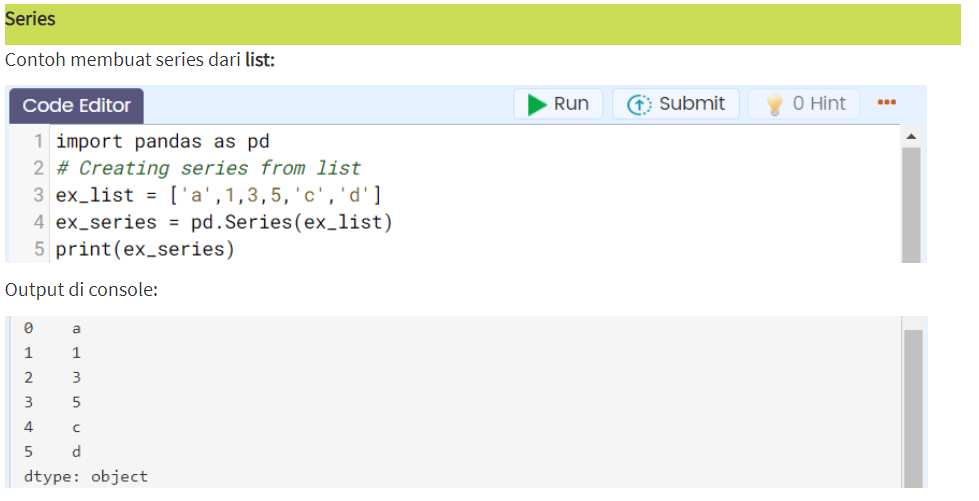 Series
Contoh membuat series dari list:
Code Editor Run Submit 0 Hint
1 import pandas as pd
2 # Creating series from list
3 ex_list = ['a',1,3,5,'c','d']
4 ex_series = pd.Series(ex_list)
5 print(ex_series)
Output di console:
0 a
1 1
2 3
3 5
4 c
5 d
dtype: object